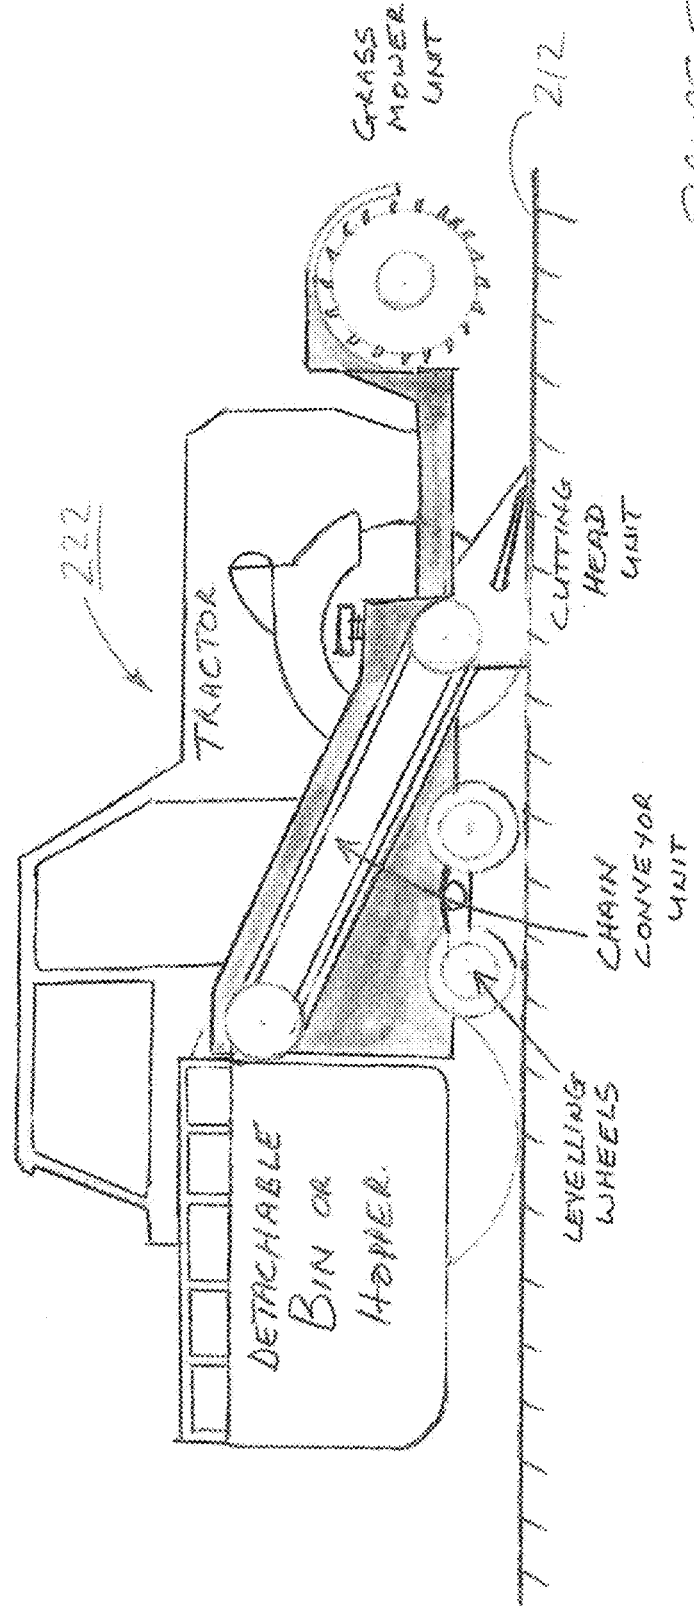 222
TRACTOR
GRASS
MOWER
UNIT
212
DETACHABLE
BIN OR
HOPPER.
LEVELLING
WHEELS
CHAIN
CONVEYOR
UNIT
CUTTING
HEAD
UNIT